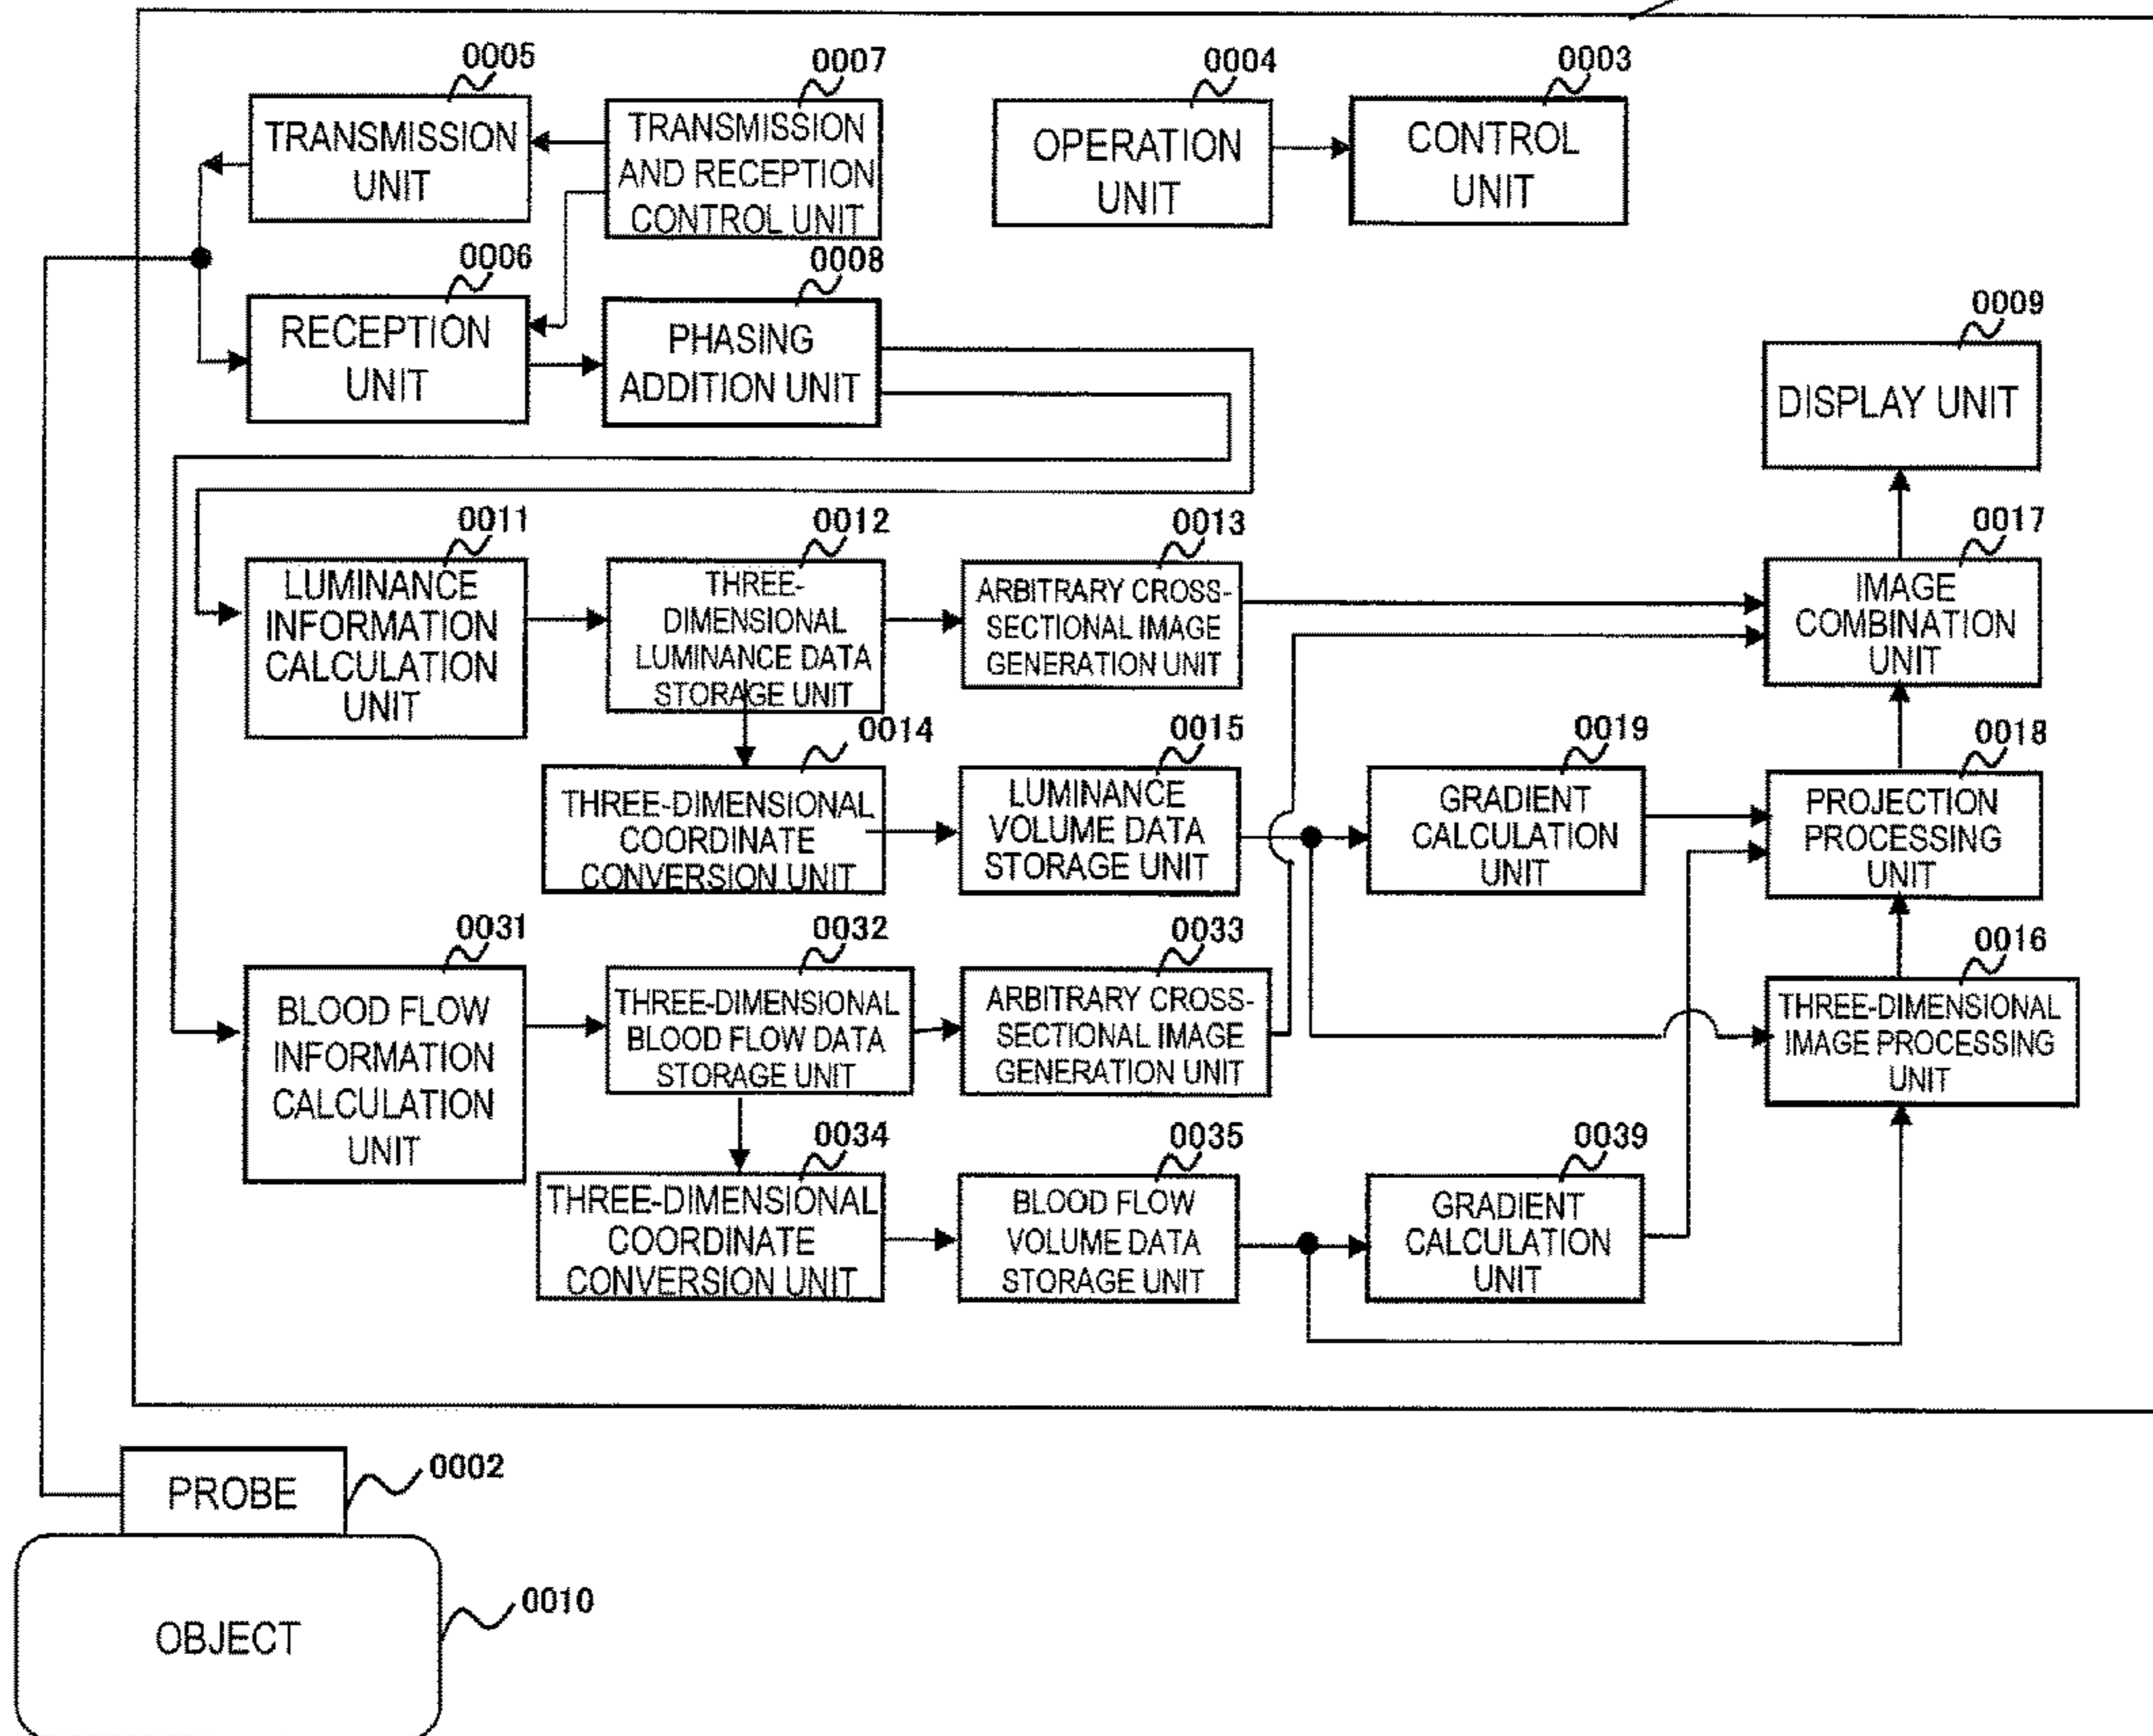 0005
TRANSMISSION
UNIT
0007
TRANSMISSION
AND RECEPTION
CONTROL UNIT
0004
OPERATION
UNIT
0003
CONTROL
UNIT
0006
RECEPTION
UNIT
0008
PHASING
ADDITION UNIT
0009
DISPLAY UNIT
0011
LUMINANCE
INFORMATION
CALCULATION
UNIT
0012
THREE-
DIMENSIONAL
LUMINANCE DATA
STORAGE UNIT
0013
ARBITRARY CROSS-
SECTIONAL IMAGE
GENERATION UNIT
0017
IMAGE
COMBINATION
UNIT
0014
THREE-DIMENSIONAL
COORDINATE
CONVERSION UNIT
0015
LUMINANCE
VOLUME DATA
STORAGE UNIT
0019
GRADIENT
CALCULATION
UNIT
0018
PROJECTION
PROCESSING
UNIT
0031
BLOOD FLOW
INFORMATION
CALCULATION
UNIT
0032
THREE-DIMENSIONAL
BLOOD FLOW DATA
STORAGE UNIT
0033
ARBITRARY CROSS-
SECTIONAL IMAGE
GENERATION UNIT
0016
THREE-DIMENSIONAL
IMAGE PROCESSING
UNIT
0034
THREE-DIMENSIONAL
COORDINATE
CONVERSION UNIT
0035
BLOOD FLOW
VOLUME DATA
STORAGE UNIT
0039
GRADIENT
CALCULATION
UNIT
PROBE
0002
OBJECT
0010